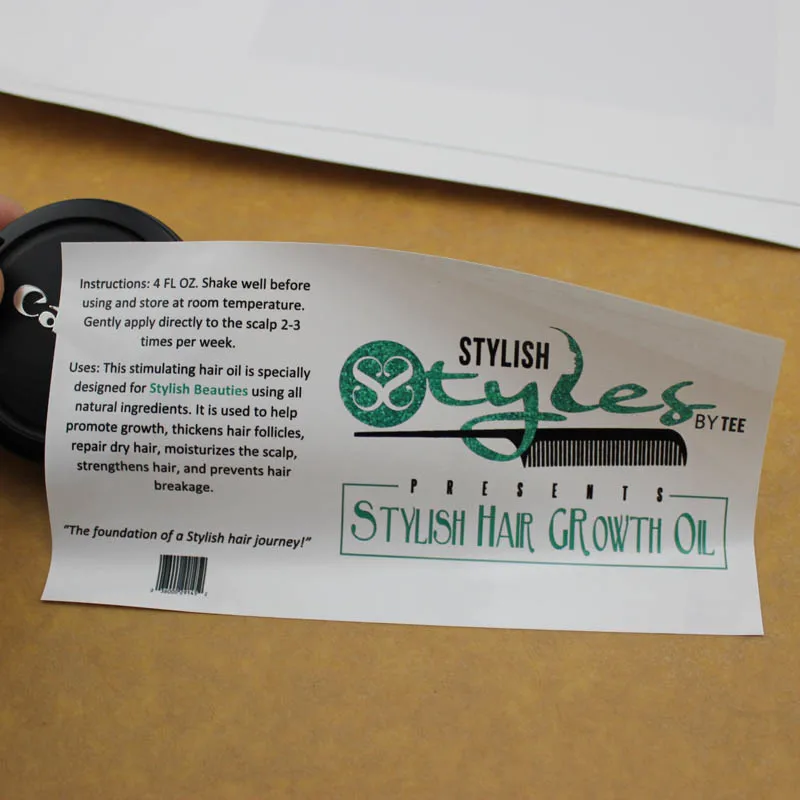 Instructions: 4 FL OZ. Shake well before
using and store at room temperature.
Gently apply directly to the scalp 2-3
times per week.
Uses: This stimulating hair oil is specially
designed for Stylish Beauties using all
natural ingredients. It is used to help
promote growth, thickens hair follicles,
repair dry hair, moisturizes the scalp,
strengthens hair, and prevents hair
breakage.
"The foundation of a Stylish hair journey!"
STYLISH
Styles
BY TEE
PRESENTS
STYLISH HAIR GROWTH OIL